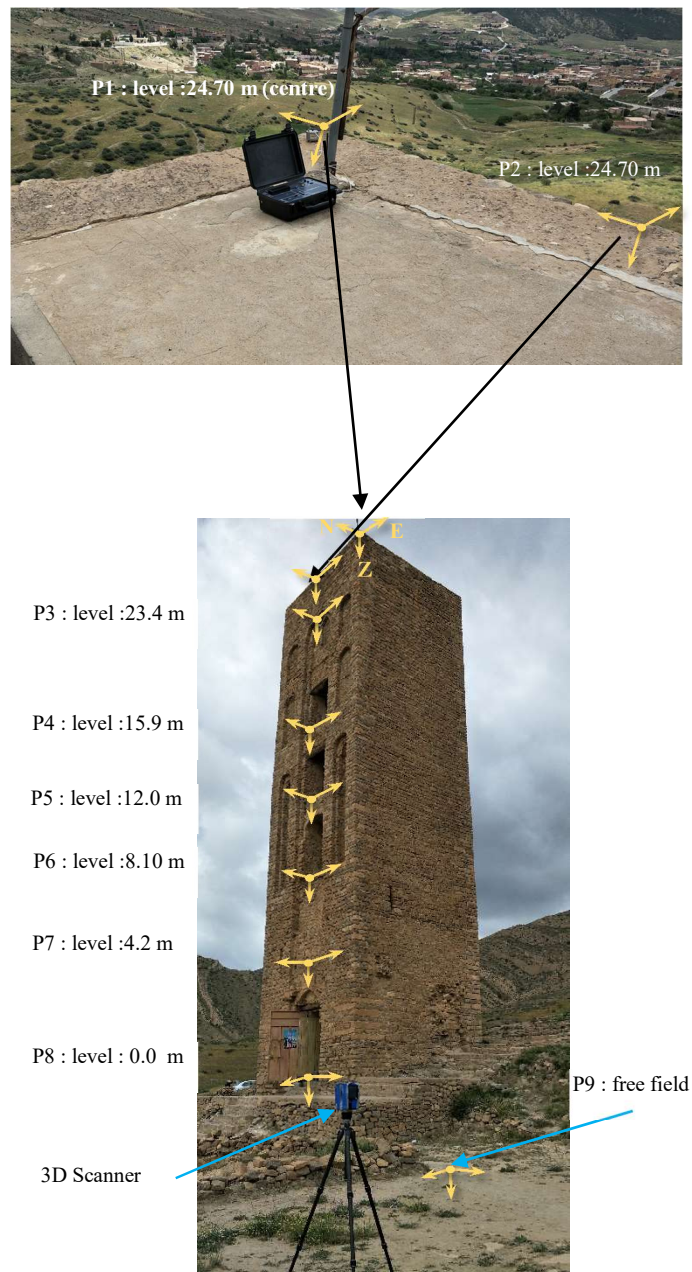 P1 : level :24.70 m (centre)
P2 : level :24.70 m
N
E
Z
P3 : level :23.4 m
P4 : level :15.9 m
P5 : level :12.0 m
P6 : level :8.10 m
P7 : level :4.2 m
P8 : level : 0.0 m
P9 : free field
3D Scanner